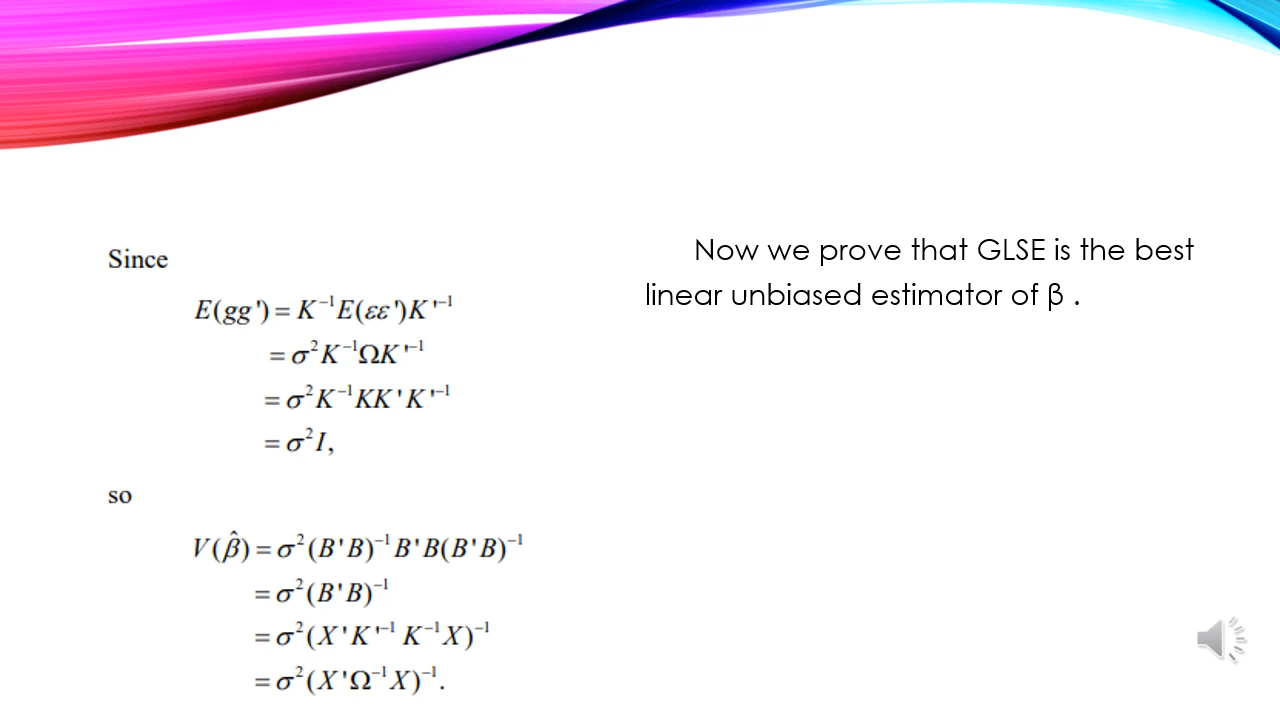 Since
E(gg') = K⁻¹E(εε')K'⁻¹
= σ²K⁻¹ΩK'⁻¹
= σ²K⁻¹KK'K'⁻¹
= σ²I,
so
V(β̂) = σ²(B'B)⁻¹B'B(B'B)⁻¹
= σ²(B'B)⁻¹
= σ²(X'K'⁻¹K⁻¹X)⁻¹
= σ²(X'Ω⁻¹X)⁻¹.
Now we prove that GLSE is the best
linear unbiased estimator of β .